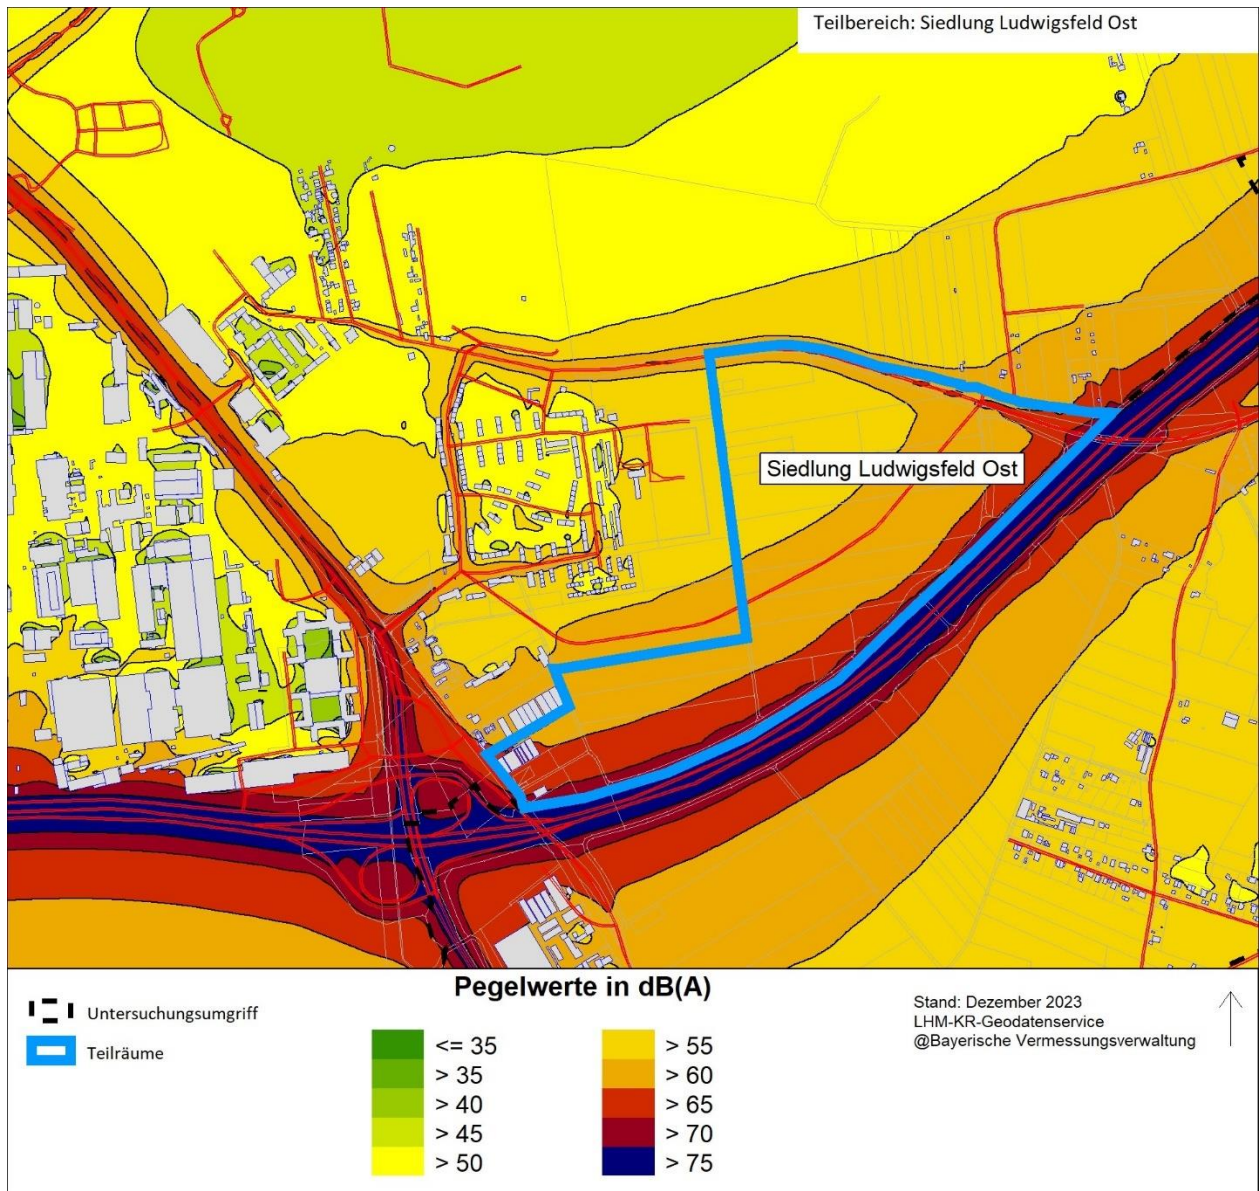 Teilbereich: Siedlung Ludwigsfeld Ost
Siedlung Ludwigsfeld Ost
Pegelwerte in dB(A)
Untersuchungsumgriff
Teilräume
<= 35
> 35
> 40
> 45
> 50
> 55
> 60
> 65
> 70
> 75
Stand: Dezember 2023
LHM-KR-Geodatenservice
@Bayerische Vermessungsverwaltung